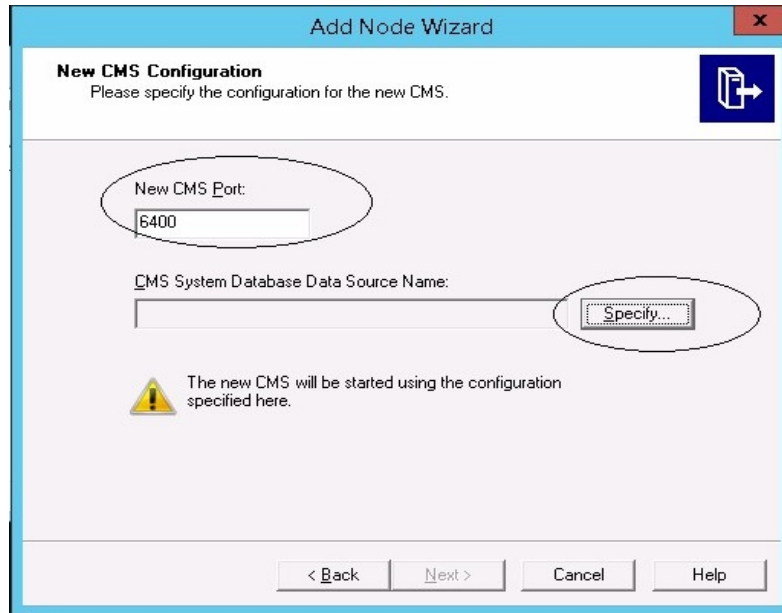 Add Node Wizard
x
New CMS Configuration
Please specify the configuration for the new CMS.
New CMS Port:
6400
CMS System Database Data Source Name:
Specify...
The new CMS will be started using the configuration
specified here.
< Back
Next >
Cancel
Help